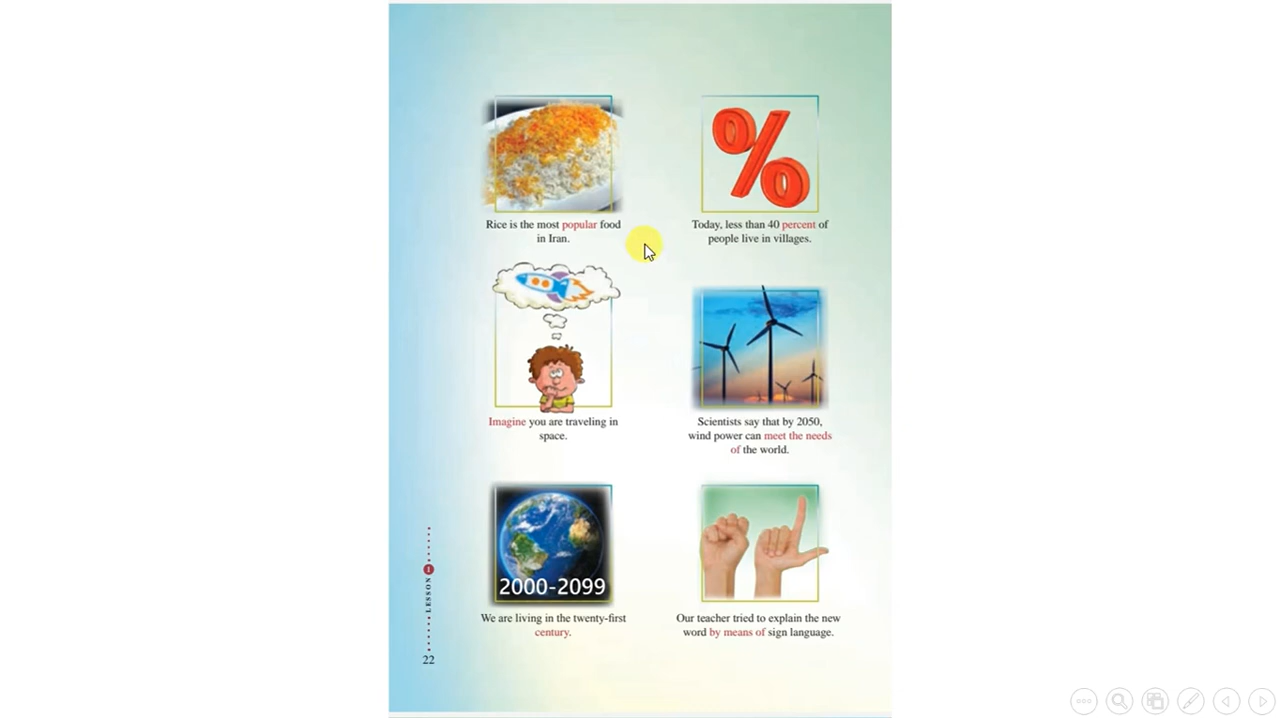 Rice is the most popular food
in Iran.
Today, less than 40 percent of
people live in villages.
Imagine you are traveling in
space.
Scientists say that by 2050,
wind power can meet the needs
of the world.
2000-2099
We are living in the twenty-first
century.
Our teacher tried to explain the new
word by means of sign language.
LESSON 1
22
%